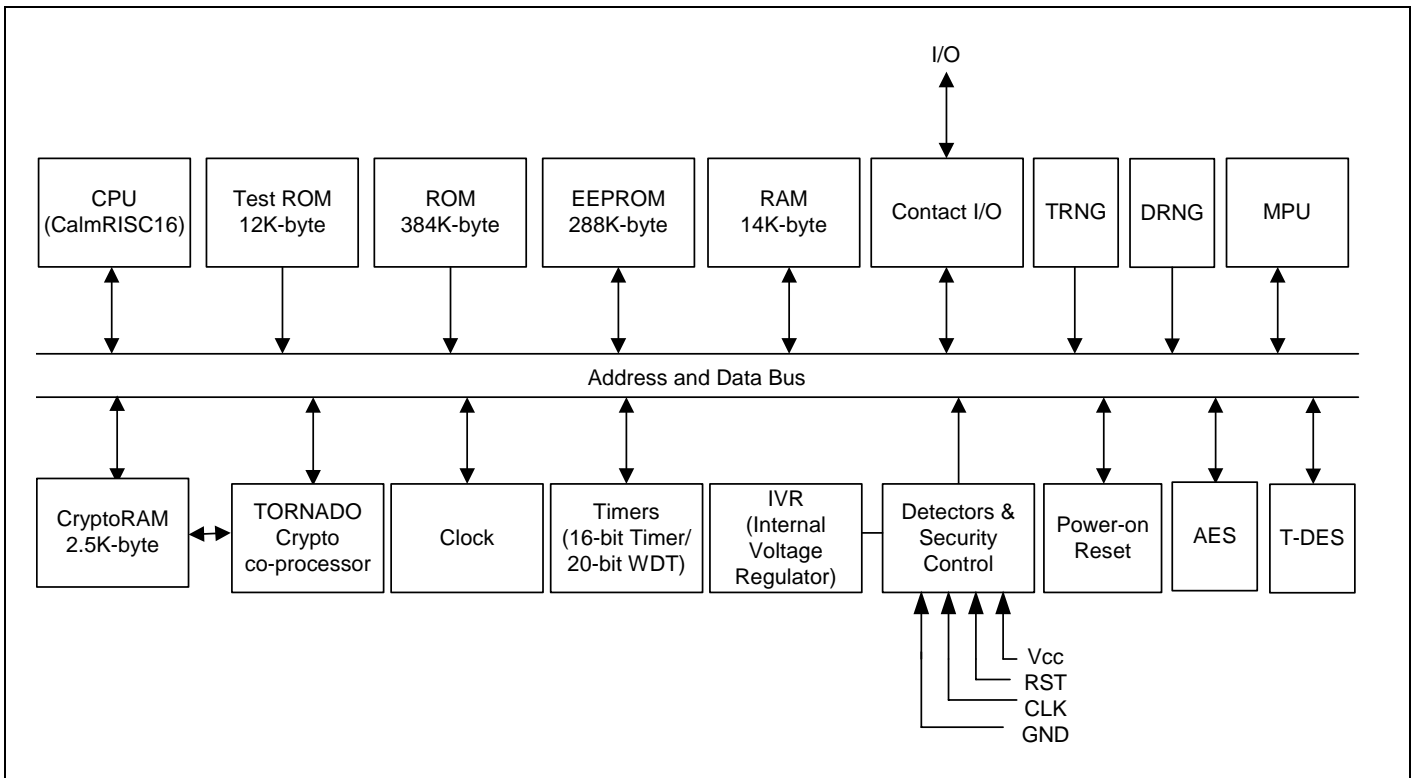 I/O
CPU
(CalmRISC16)
Test ROM
12K-byte
ROM
384K-byte
EEPROM
288K-byte
RAM
14K-byte
Contact I/O
TRNG
DRNG
MPU
Address and Data Bus
CryptoRAM
2.5K-byte
TORNADO
Crypto
co-processor
Clock
Timers
(16-bit Timer/
20-bit WDT)
IVR
(Internal
Voltage
Regulator)
Detectors &
Security
Control
Power-on
Reset
AES
T-DES
Vcc
RST
CLK
GND